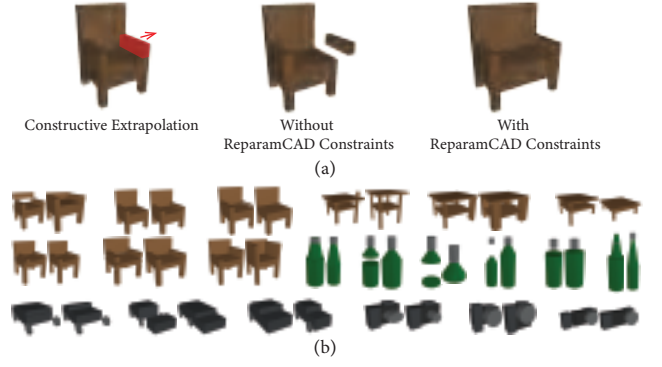 Constructive Extrapolation
Without
ReparamCAD Constraints
With
ReparamCAD Constraints
(a)
(b)